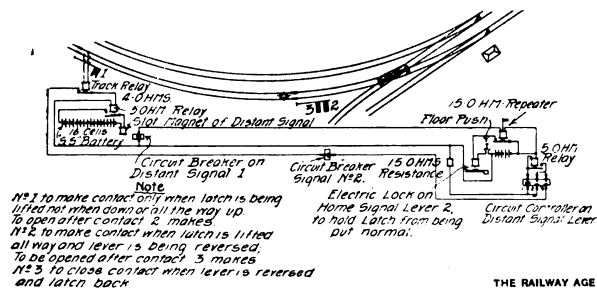 1
Track Relay
4 OHMS
3
2
5 OHM Relay
Slot Magnet of Distant Signal
16 Cells
S.S. Battery
15 OHM Repeater
Floor Push
5 OHM
Relay
Circuit Breaker on
Distant Signal 1
Circuit Breaker
Signal Nº2.
15 OHMS
Resistance
Electric Lock on
Home Signal Lever 2,
to hold Latch from being
put normal.
Circuit Controller on
Distant Signal Lever
Note
Nº1 to make contact only when latch is being
lifted not when down or all the way up.
To open after contact 2 makes
Nº2 to make contact when latch is lifted
all way and lever is being reversed;
To be opened after contact 3 makes
Nº3 to close contact when lever is reversed
and latch back
THE RAILWAY AGE